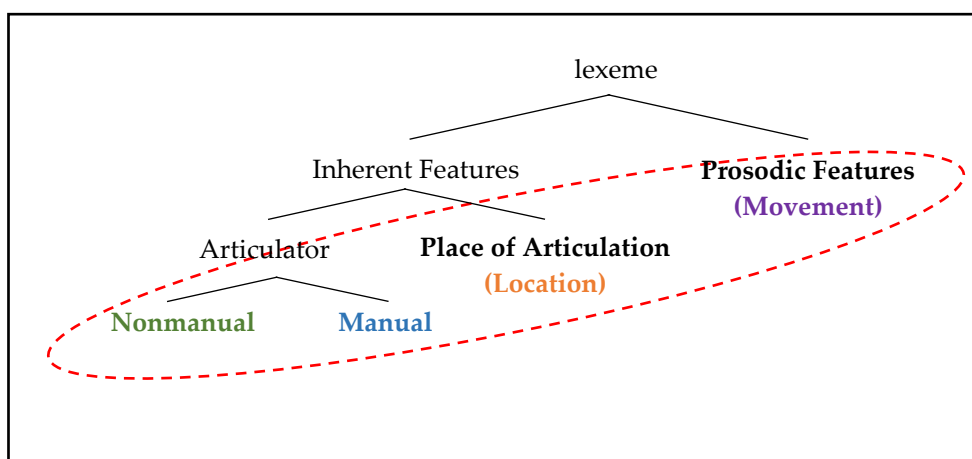 lexeme
Inherent Features
Prosodic Features
(Movement)
Articulator
Place of Articulation
(Location)
Nonmanual
Manual